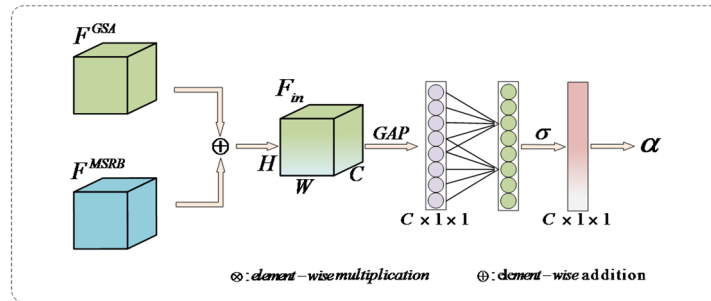 F^GSA
F_in
GAP
σ
α
⊕
H
W
C
F^MSRB
C × 1 × 1
C × 1 × 1
⊗: element-wise multiplication
⊕: element-wise addition